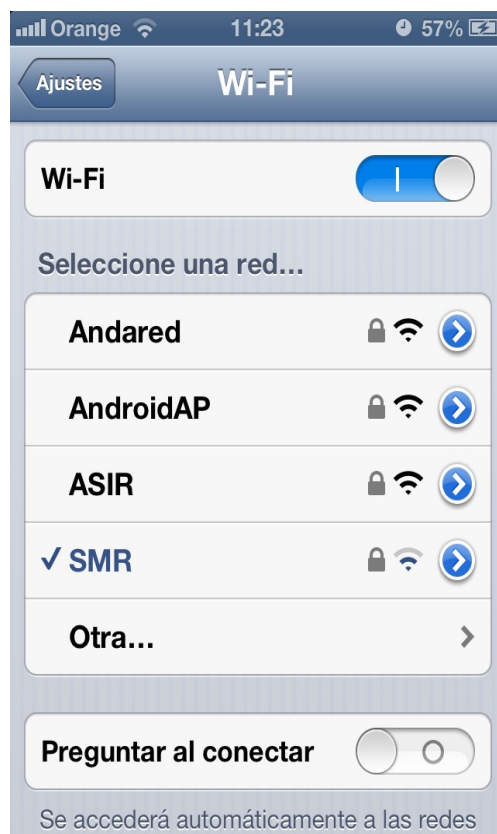 Orange 11:23 57%
Ajustes Wi-Fi
Wi-Fi
Seleccione una red...
Andared
AndroidAP
ASIR
✓ SMR
Otra...
Preguntar al conectar
Se accederá automáticamente a las redes